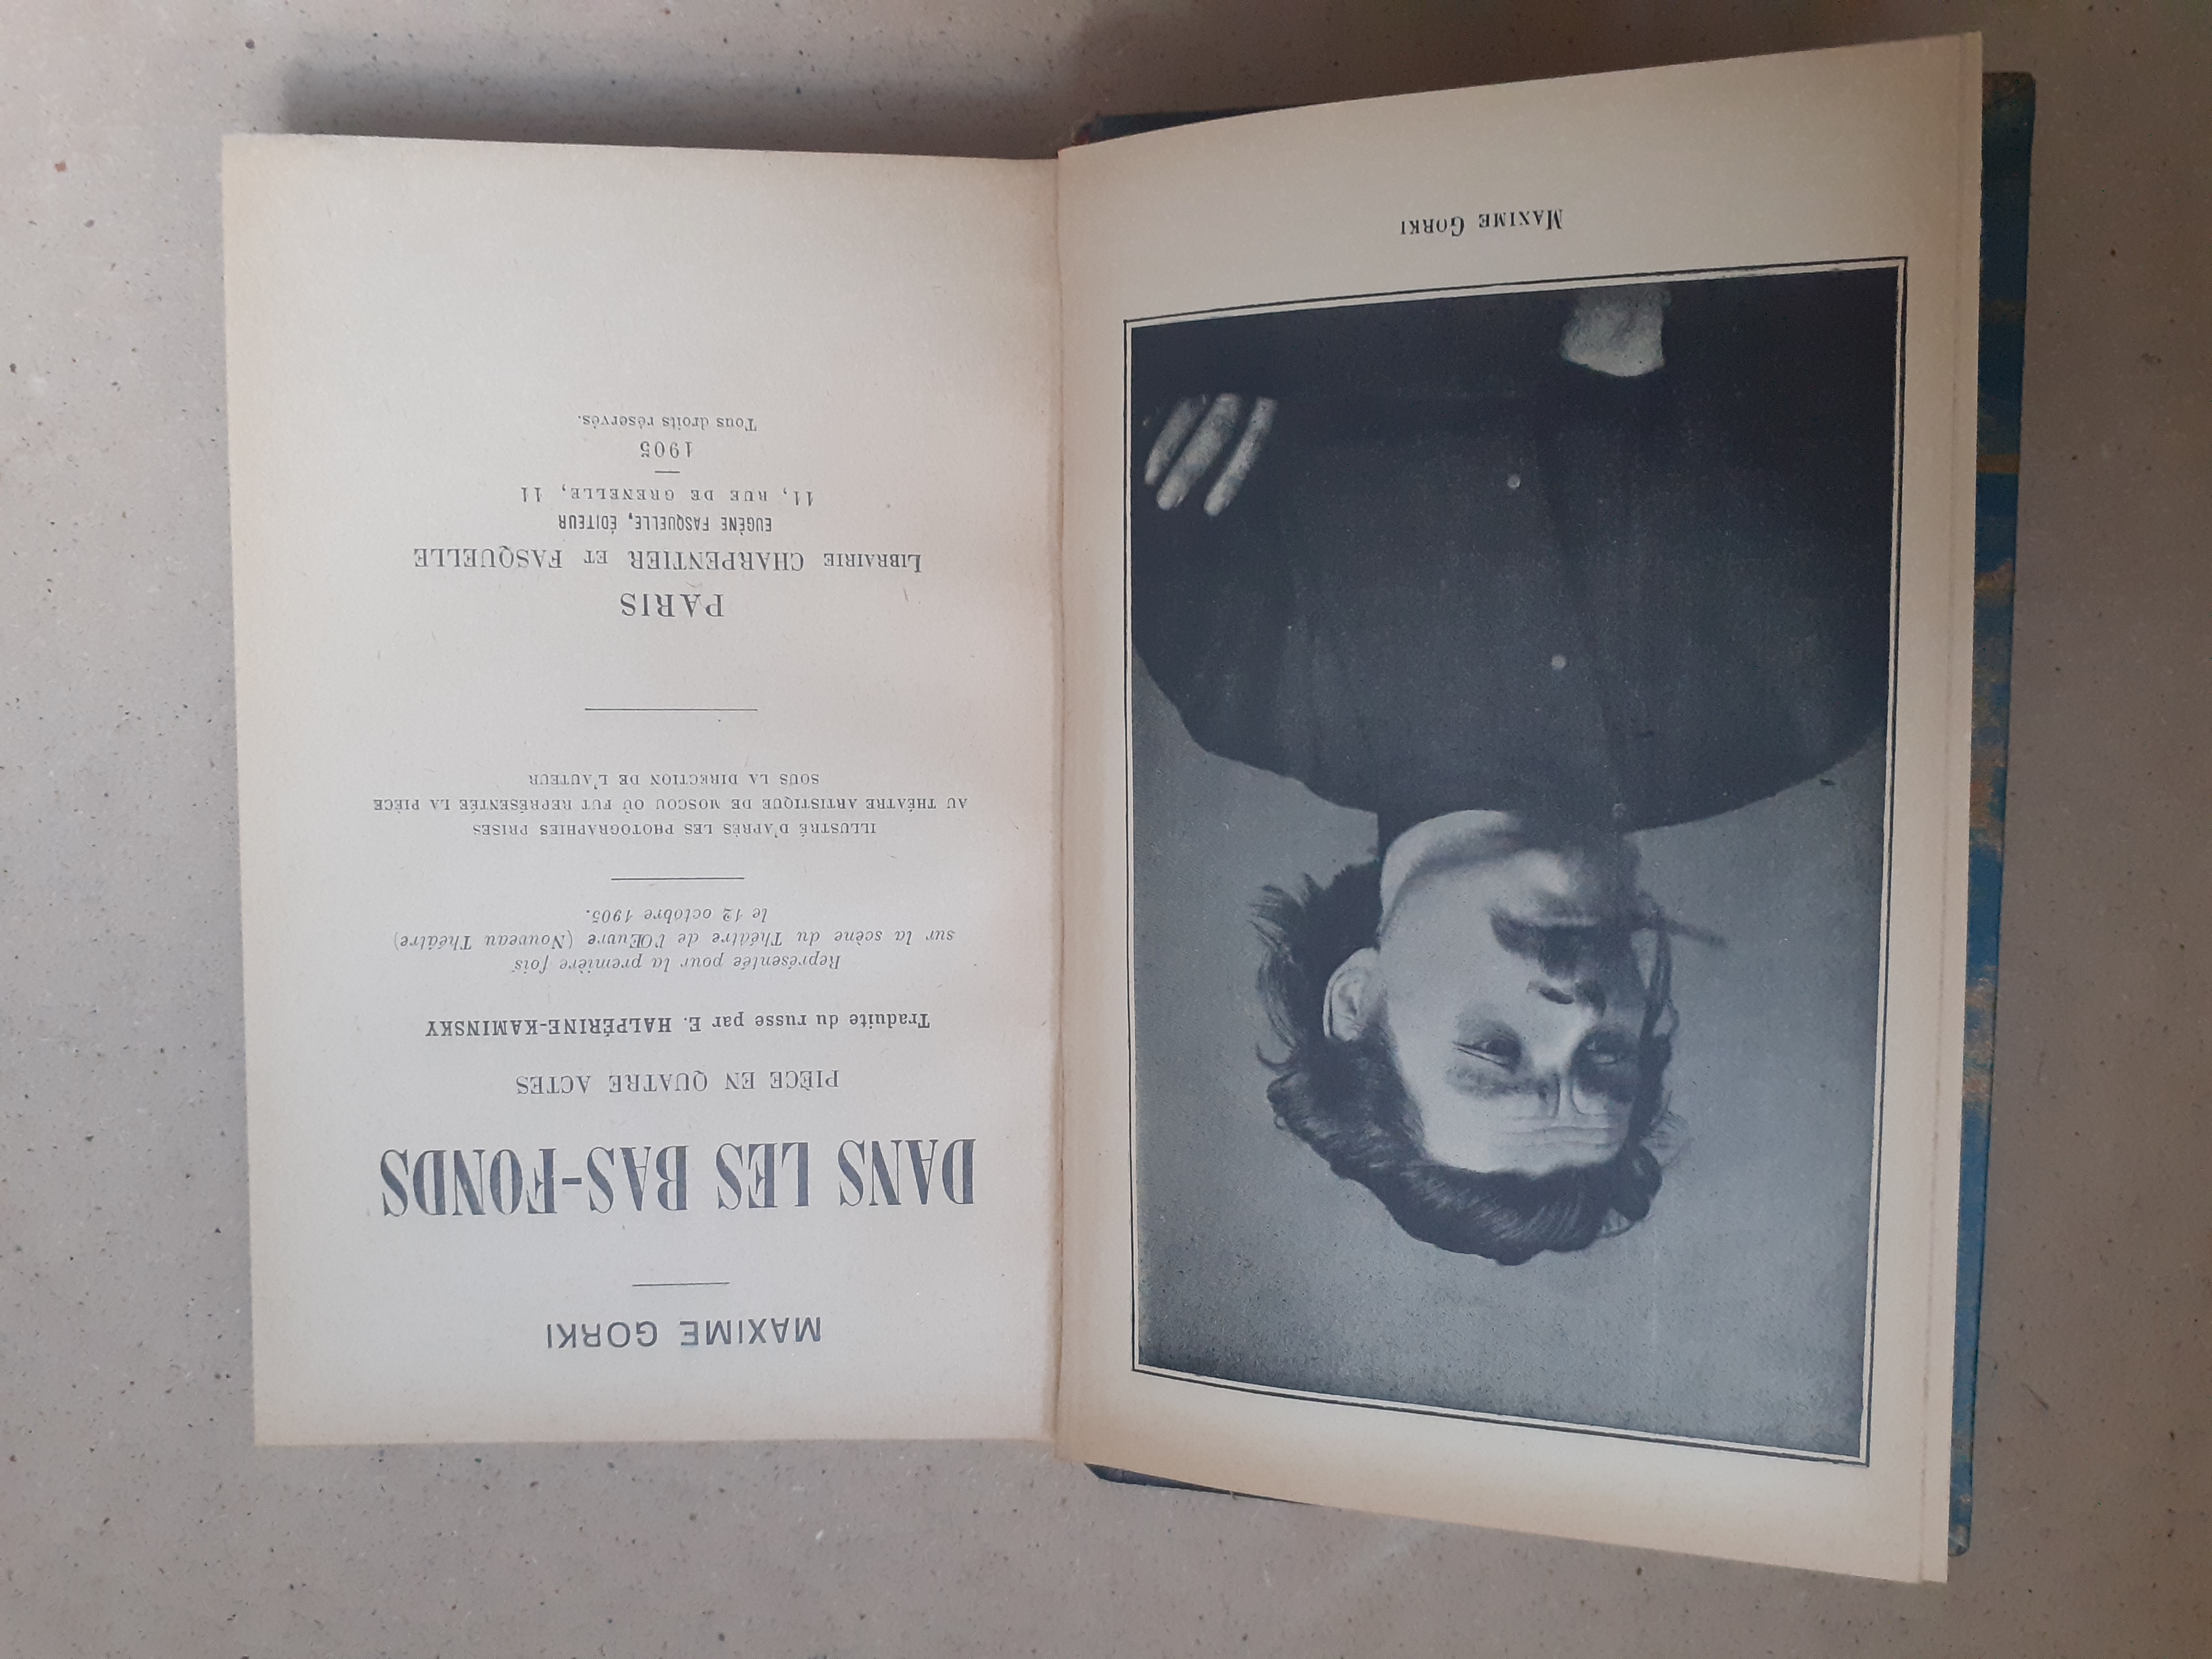 MAXIME GORKI
MAXIME GORKI
DANS LES BAS-FONDS
PIÈCE EN QUATRE ACTES
Traduite du russe par E. HALPÉRINE-KAMINSKY
Représentée pour la première fois
sur la scène du Théâtre de l'Œuvre (Nouveau Théâtre)
le 12 octobre 1905.
ILLUSTRÉ D'APRÈS LES PHOTOGRAPHIES PRISES
AU THÉATRE ARTISTIQUE DE MOSCOU OÙ FUT REPRÉSENTÉE LA PIÈCE
SOUS LA DIRECTION DE L'AUTEUR
PARIS
LIBRAIRIE CHARPENTIER ET FASQUELLE
EUGÈNE FASQUELLE, ÉDITEUR
11, RUE DE GRENELLE, 11
1905
Tous droits réservés.